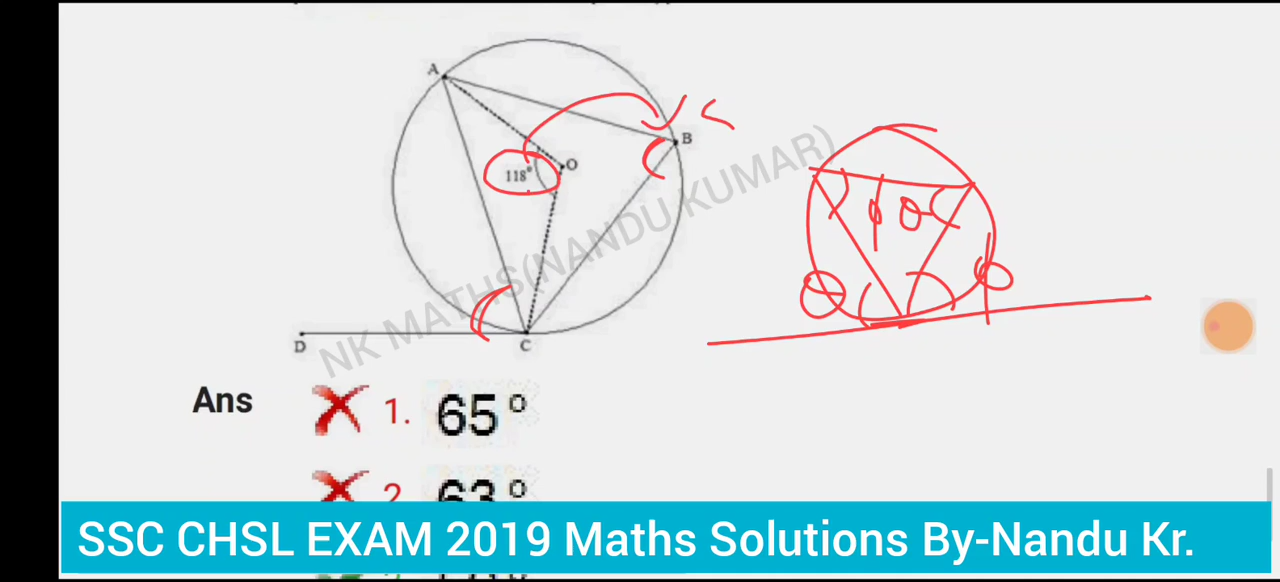 A
B
O
118°
θ
φ
θ
φ
D
C
NK MATHS(NANDU KUMAR)
Ans
1. 65°
2. 63°
SSC CHSL EXAM 2019 Maths Solutions By-Nandu Kr.